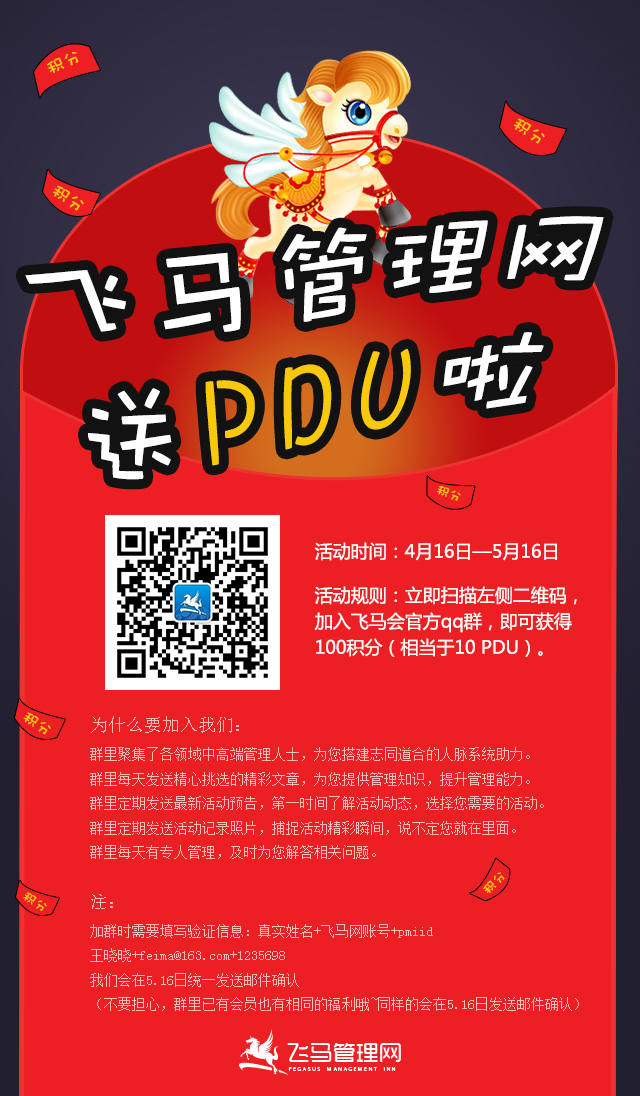 积分
积分
积分
飞马管理网
送PDU啦
积分
活动时间：4月16日—5月16日
活动规则：立即扫描左侧二维码，
加入飞马会官方qq群，即可获得
100积分（相当于10 PDU）。
积分
为什么要加入我们：
群里聚集了各领域中高端管理人士，为您搭建志同道合的人脉系统助力。
群里每天发送精心挑选的精彩文章，为您提供管理知识，提升管理能力。
群里定期发送最新活动预告，第一时间了解活动动态，选择您需要的活动。
群里定期发送活动记录照片，捕捉活动精彩瞬间，说不定您就在里面。
群里每天有专人管理，及时为您解答相关问题。
积分
积分
注：
加群时需要填写验证信息：真实姓名+飞马网账号+pmiid
王晓晓+feima@163.com+1235698
我们会在5.16日统一发送邮件确认
（不要担心，群里已有会员也有相同的福利哦~同样的会在5.16日发送邮件确认）
飞马管理网
PEGASUS MANAGEMENT INN